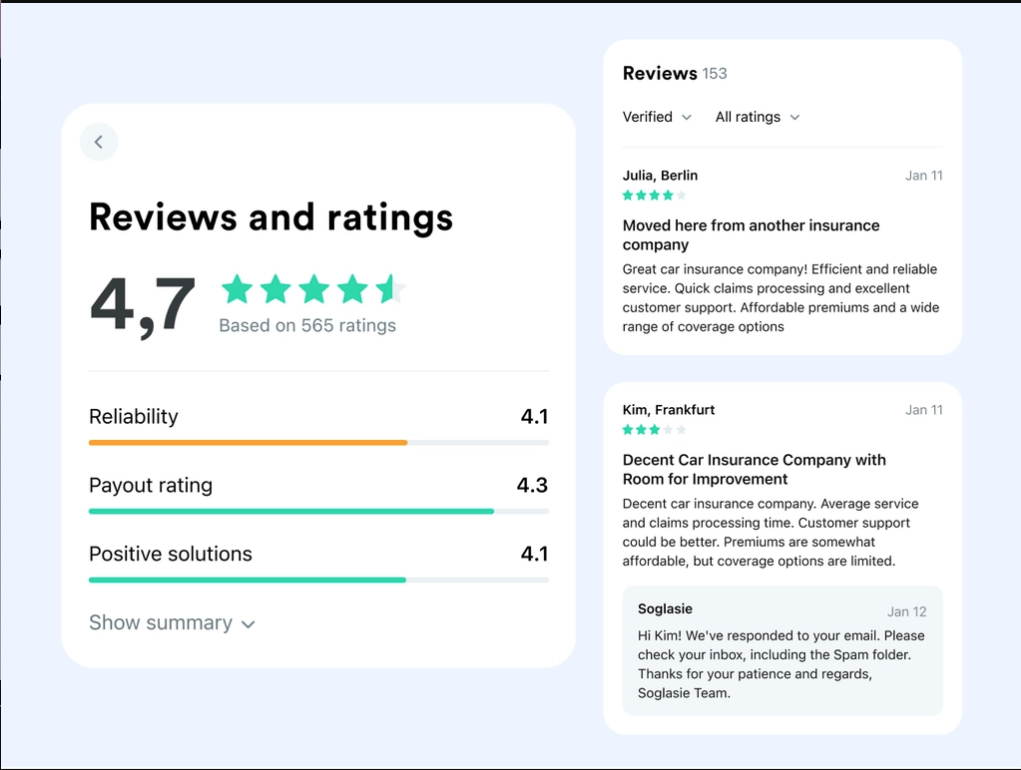 Reviews and ratings
4,7
Based on 565 ratings
Reliability 4.1
Payout rating 4.3
Positive solutions 4.1
Show summary
Reviews 153
Verified All ratings
Julia, Berlin Jan 11
Moved here from another insurance
company
Great car insurance company! Efficient and reliable
service. Quick claims processing and excellent
customer support. Affordable premiums and a wide
range of coverage options
Kim, Frankfurt Jan 11
Decent Car Insurance Company with
Room for Improvement
Decent car insurance company. Average service
and claims processing time. Customer support
could be better. Premiums are somewhat
affordable, but coverage options are limited.
Soglasie Jan 12
Hi Kim! We've responded to your email. Please
check your inbox, including the Spam folder.
Thanks for your patience and regards,
Soglasie Team.